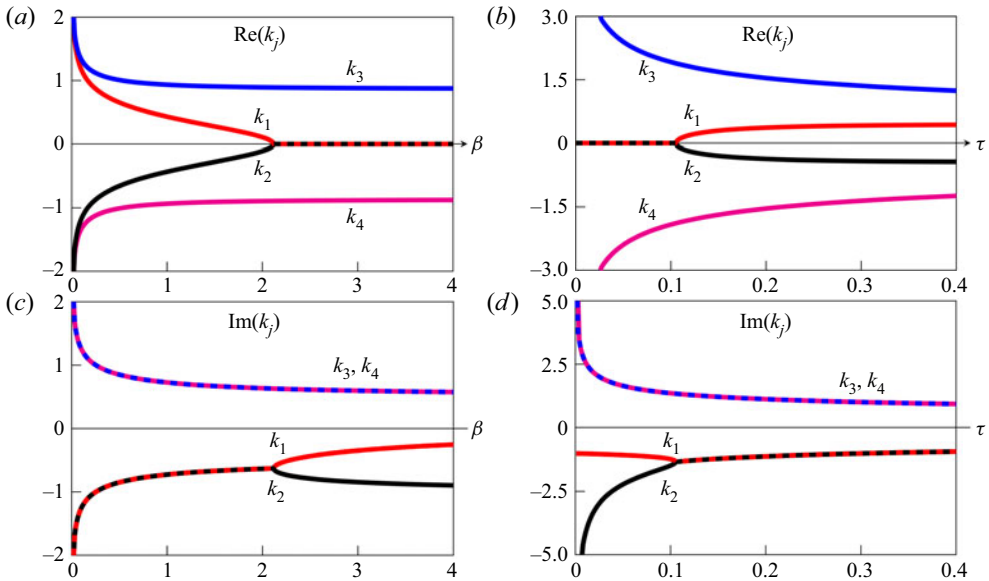 (a) Re(k_j) (b) Re(k_j)
2 3.0
k_3
k_3
1 1.5
k_1 k_1
0 β 0 τ
k_2 k_2
−1 k_4 −1.5 k_4
−2 −3.0
0 1 2 3 4 0 0.1 0.2 0.3 0.4
(c) Im(k_j) (d) Im(k_j)
2 5.0
k_3, k_4 k_3, k_4
1 2.5
0 β 0 τ
k_1 k_1
k_2 k_2
−1 −2.5
−2 −5.0
0 1 2 3 4 0 0.1 0.2 0.3 0.4